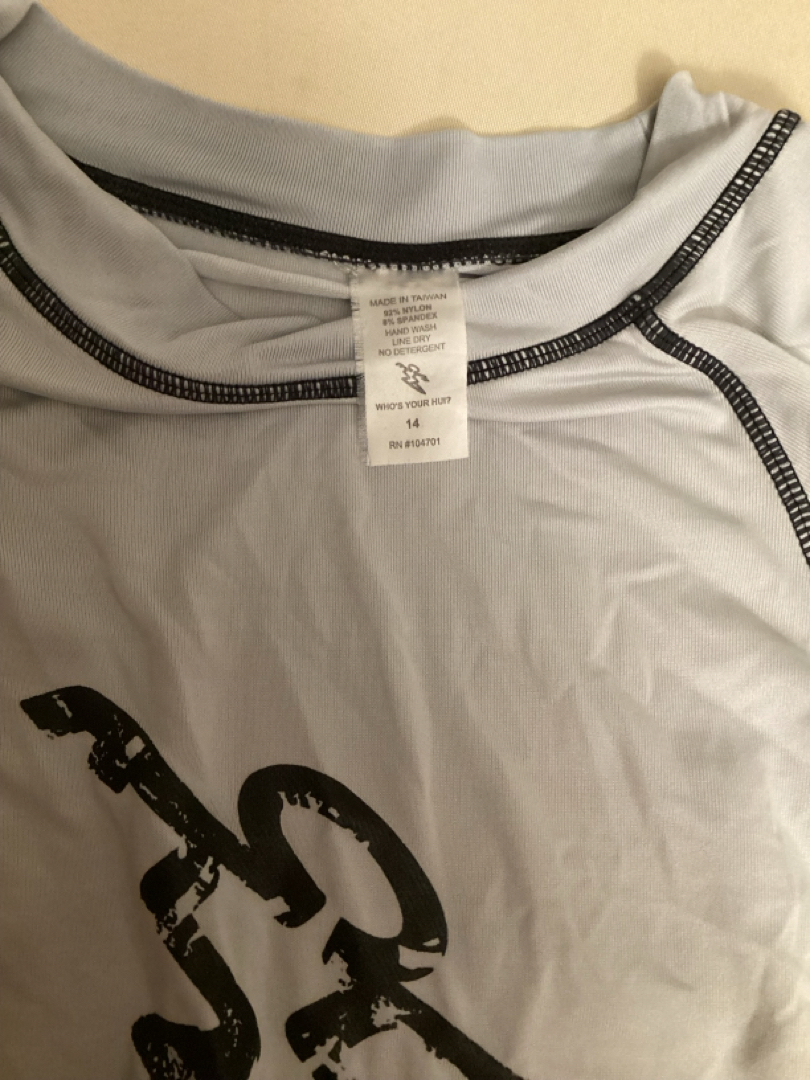 MADE IN TAIWAN
92% NYLON
8% SPANDEX
HAND WASH
LINE DRY
NO DETERGENT
WHO'S YOUR HUI?
14
RN #104701